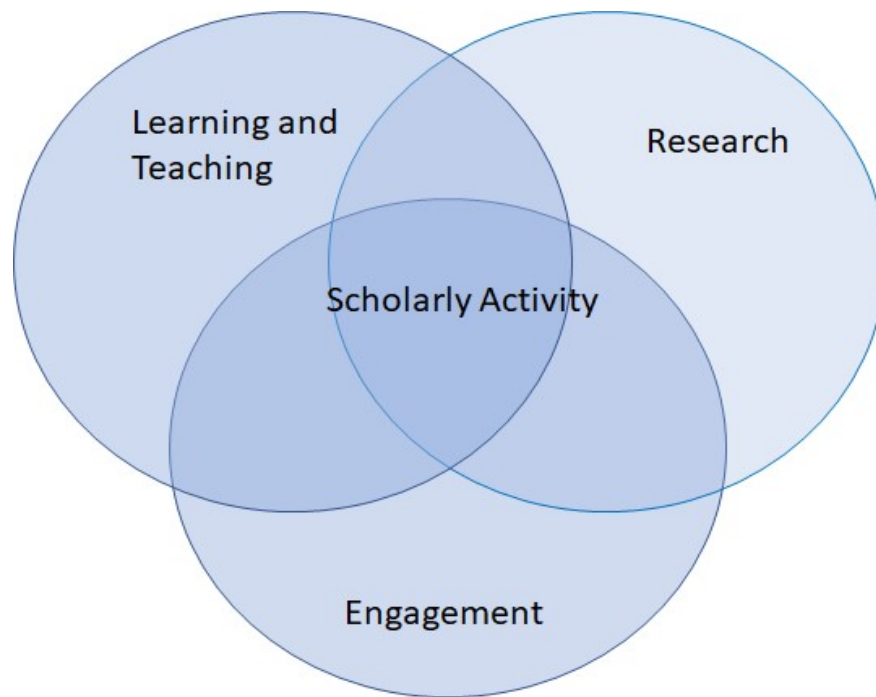 Learning and
Teaching
Research
Scholarly Activity
Engagement